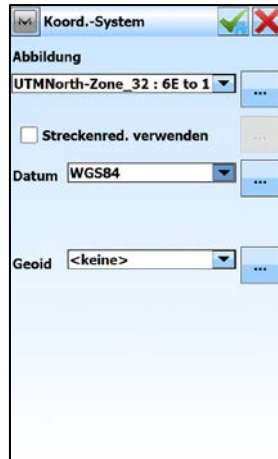 Koord.-System
Abbildung
UTMNorth-Zone_32 : 6E to 1
...
Streckenred. verwenden
...
Datum WGS84
...
Geoid <keine>
...